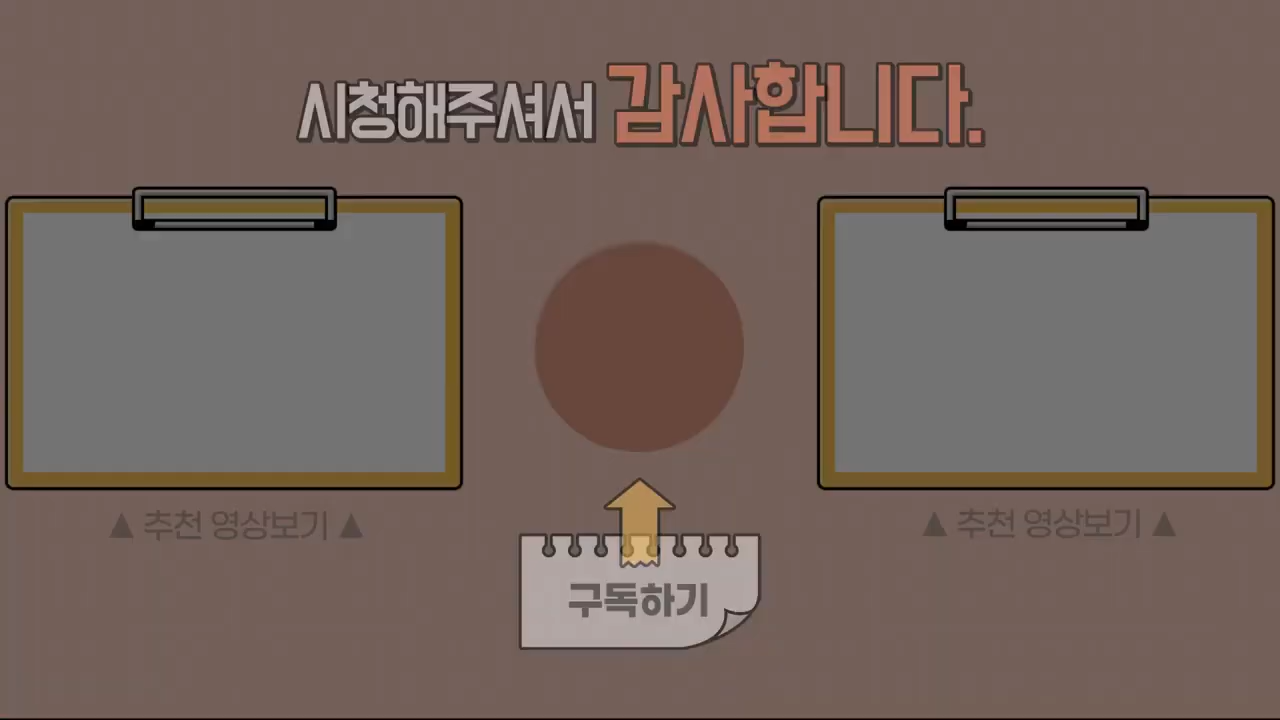 시청해주셔서 감사합니다.
▲ 추천 영상보기 ▲
▲ 추천 영상보기 ▲
구독하기